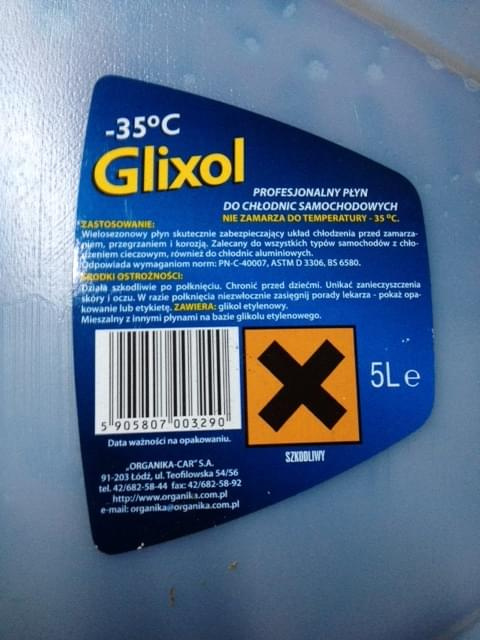 -35°C
Glixol
PROFESJONALNY PŁYN
DO CHŁODNIC SAMOCHODOWYCH
NIE ZAMARZA DO TEMPERATURY - 35 °C.
ZASTOSOWANIE:
Wielosezonowy płyn skutecznie zabezpieczający układ chłodzenia przed zamarza-
niem, przegrzaniem i korozją. Zalecany do wszystkich typów samochodów z chło-
dzeniem cieczowym, również do chłodnic aluminiowych.
Odpowiada wymaganiom norm: PN-C-40007, ASTM D 3306, BS 6580.
ŚRODKI OSTROŻNOŚCI:
Działa szkodliwie po połknięciu. Chronić przed dziećmi. Unikać zanieczyszczenia
skóry i oczu. W razie połknięcia niezwłocznie zasięgnij porady lekarza - pokaż opa-
kowanie lub etykietę. ZAWIERA: glikol etylenowy.
Mieszalny z innymi płynami na bazie glikolu etylenowego.
5 905807 003290
Data ważności na opakowaniu.
5L e
SZKODLIWY
„ORGANIKA-CAR" S.A.
91-203 Łódź, ul. Teofilowska 54/56
tel. 42/682-58-44 fax: 42/682-58-92
http://www.organika.com.pl
e-mail: organika@organika.com.pl